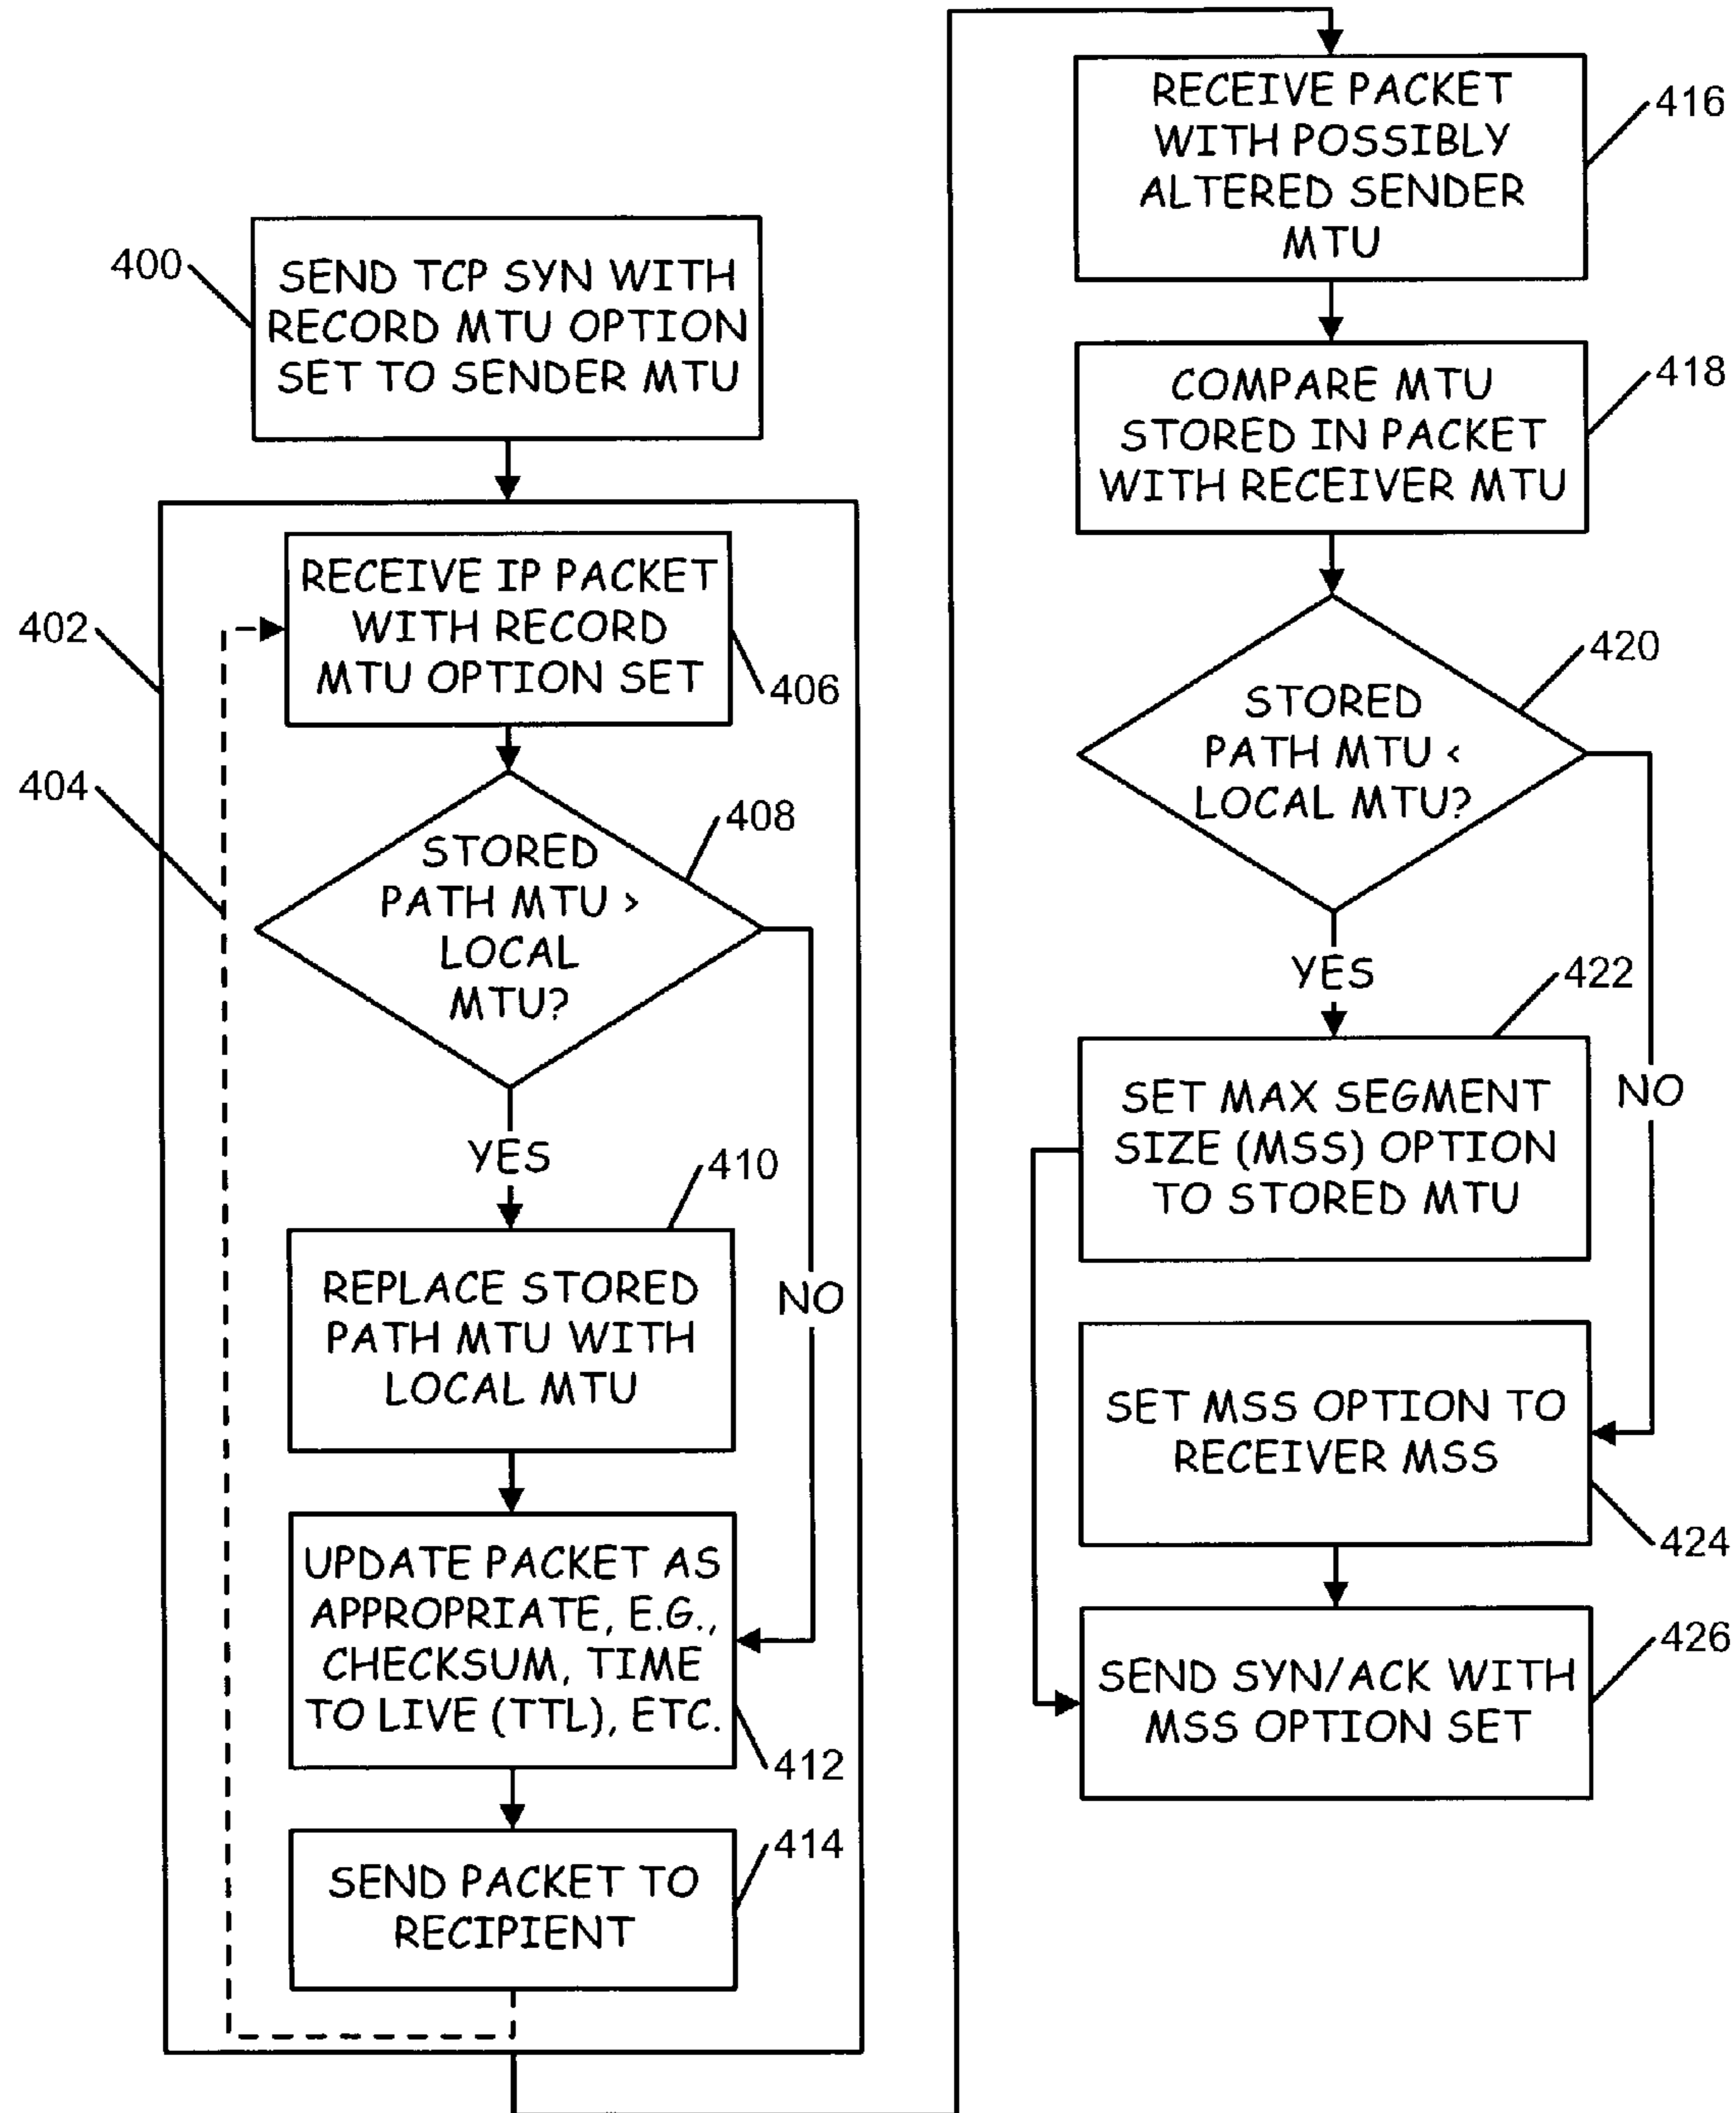 400
SEND TCP SYN WITH
RECORD MTU OPTION
SET TO SENDER MTU
402
404
RECEIVE IP PACKET
WITH RECORD
MTU OPTION SET
406
STORED
PATH MTU >
LOCAL
MTU?
408
YES
NO
410
REPLACE STORED
PATH MTU WITH
LOCAL MTU
UPDATE PACKET AS
APPROPRIATE, E.G.,
CHECKSUM, TIME
TO LIVE (TTL), ETC.
412
414
SEND PACKET TO
RECIPIENT
RECEIVE PACKET
WITH POSSIBLY
ALTERED SENDER
MTU
416
COMPARE MTU
STORED IN PACKET
WITH RECEIVER MTU
418
STORED
PATH MTU <
LOCAL MTU?
420
YES
NO
422
SET MAX SEGMENT
SIZE (MSS) OPTION
TO STORED MTU
SET MSS OPTION TO
RECEIVER MSS
424
SEND SYN/ACK WITH
MSS OPTION SET
426